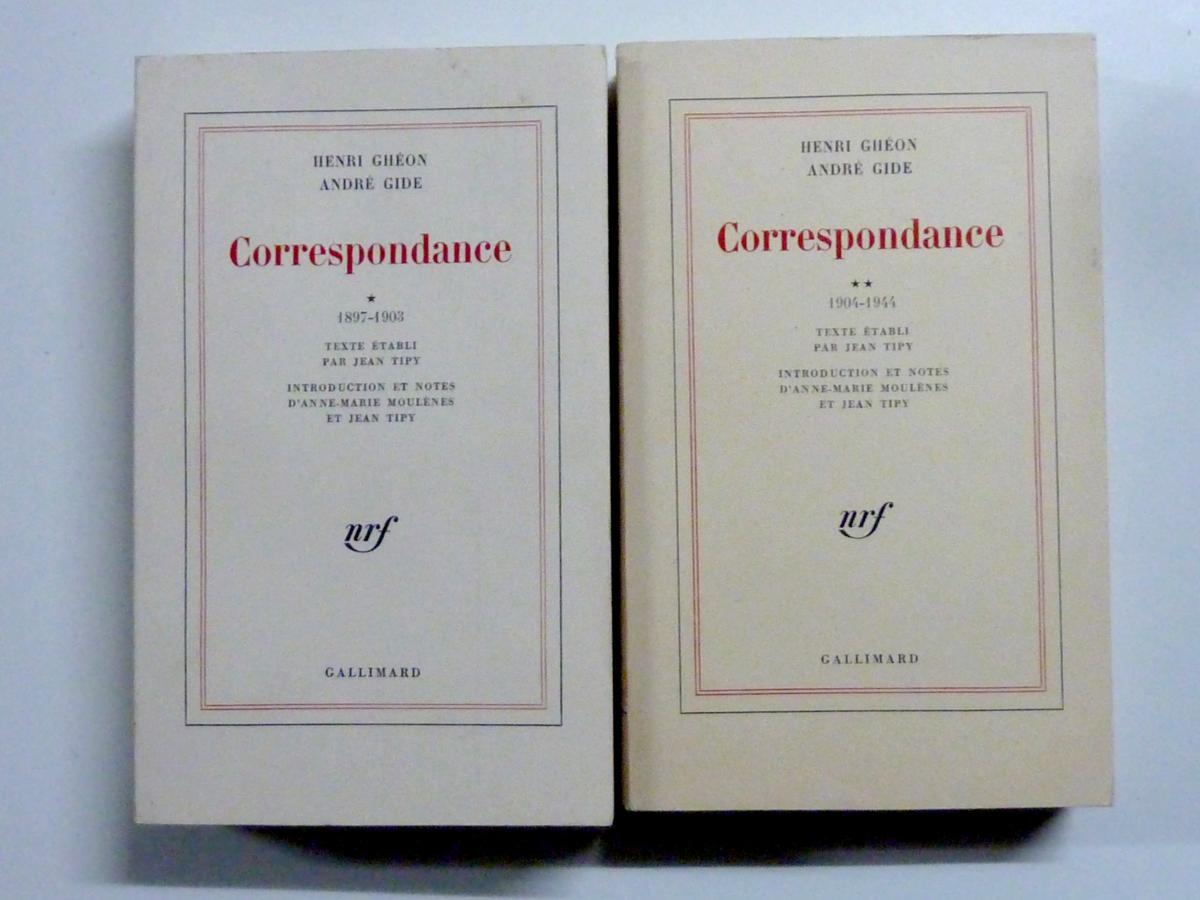 HENRI GHÉON
ANDRÉ GIDE
Correspondance
★
1897-1903
TEXTE ÉTABLI
PAR JEAN TIPY
INTRODUCTION ET NOTES
D'ANNE-MARIE MOULÈNES
ET JEAN TIPY
nrf
GALLIMARD
HENRI GHÉON
ANDRÉ GIDE
Correspondance
★★
1904-1944
TEXTE ÉTABLI
PAR JEAN TIPY
INTRODUCTION ET NOTES
D'ANNE-MARIE MOULÈNES
ET JEAN TIPY
nrf
GALLIMARD